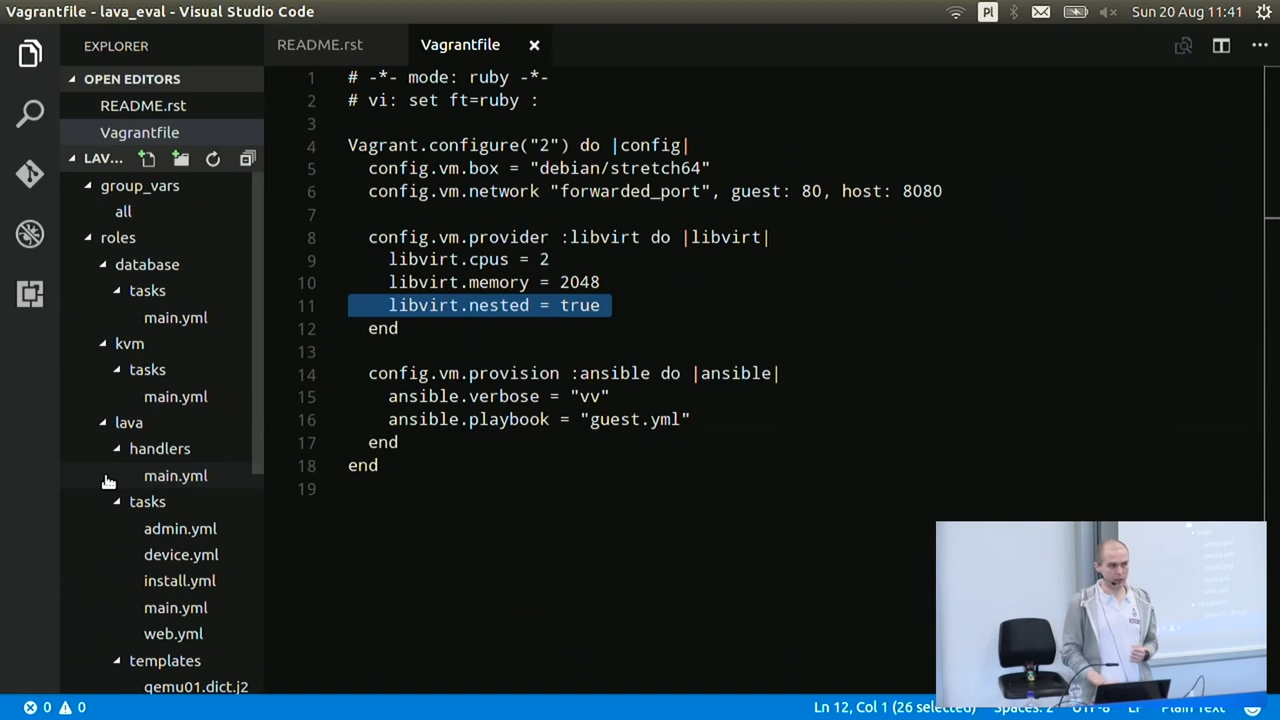 Vagrantfile - lava_eval - Visual Studio Code
Pl
Sun 20 Aug 11:41
EXPLORER
README.rst
Vagrantfile
OPEN EDITORS
README.rst
Vagrantfile
LAV...
group_vars
all
roles
database
tasks
main.yml
kvm
tasks
main.yml
lava
handlers
main.yml
tasks
admin.yml
device.yml
install.yml
main.yml
web.yml
templates
qemu01.dict.j2
1 # -*- mode: ruby -*-
2 # vi: set ft=ruby :
3
4 Vagrant.configure("2") do |config|
5 config.vm.box = "debian/stretch64"
6 config.vm.network "forwarded_port", guest: 80, host: 8080
7
8 config.vm.provider :libvirt do |libvirt|
9 libvirt.cpus = 2
10 libvirt.memory = 2048
11 libvirt.nested = true
12 end
13
14 config.vm.provision :ansible do |ansible|
15 ansible.verbose = "vv"
16 ansible.playbook = "guest.yml"
17 end
18 end
19
0 0
Ln 12, Col 1 (26 selected) Spaces: 2 UTF-8 LF Plain Text